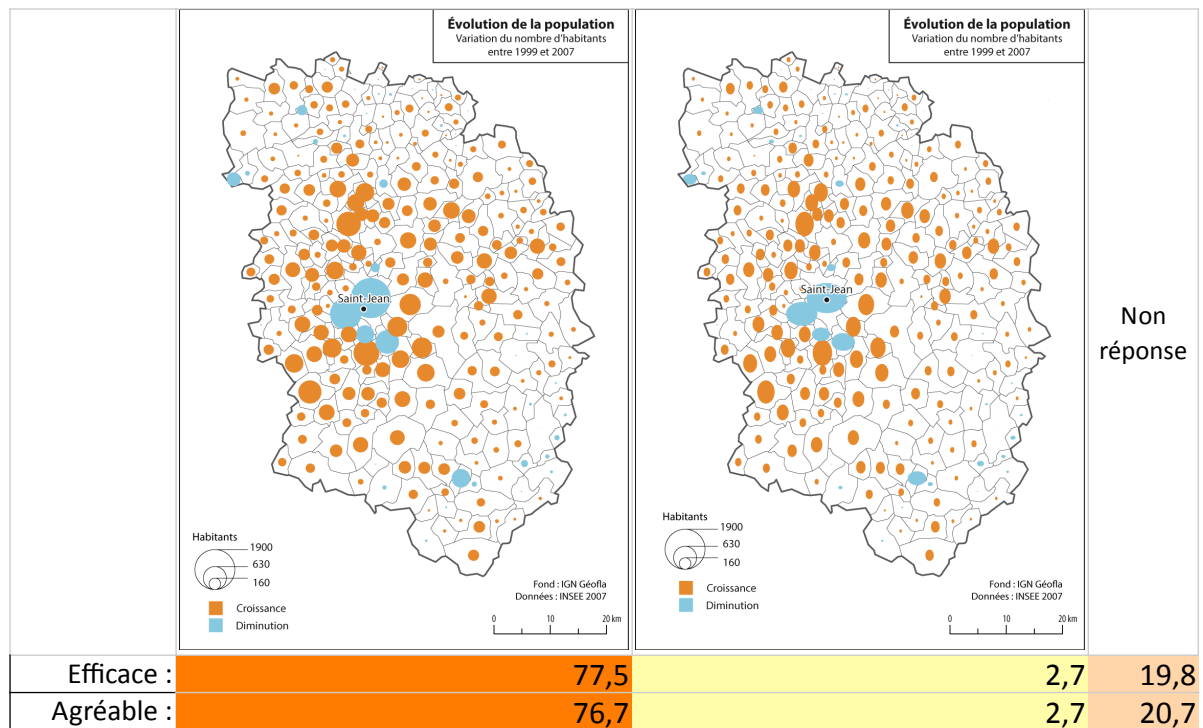 Évolution de la population
Variation du nombre d'habitants
entre 1999 et 2007
Saint-Jean
Habitants
1900
630
160
Croissance
Diminution
Fond : IGN Géofla
Données : INSEE 2007
0 10 20 km
Évolution de la population
Variation du nombre d'habitants
entre 1999 et 2007
Saint-Jean
Habitants
1900
630
160
Croissance
Diminution
Fond : IGN Géofla
Données : INSEE 2007
0 10 20 km
Non
réponse
Efficace : 77,5 2,7 19,8
Agréable : 76,7 2,7 20,7